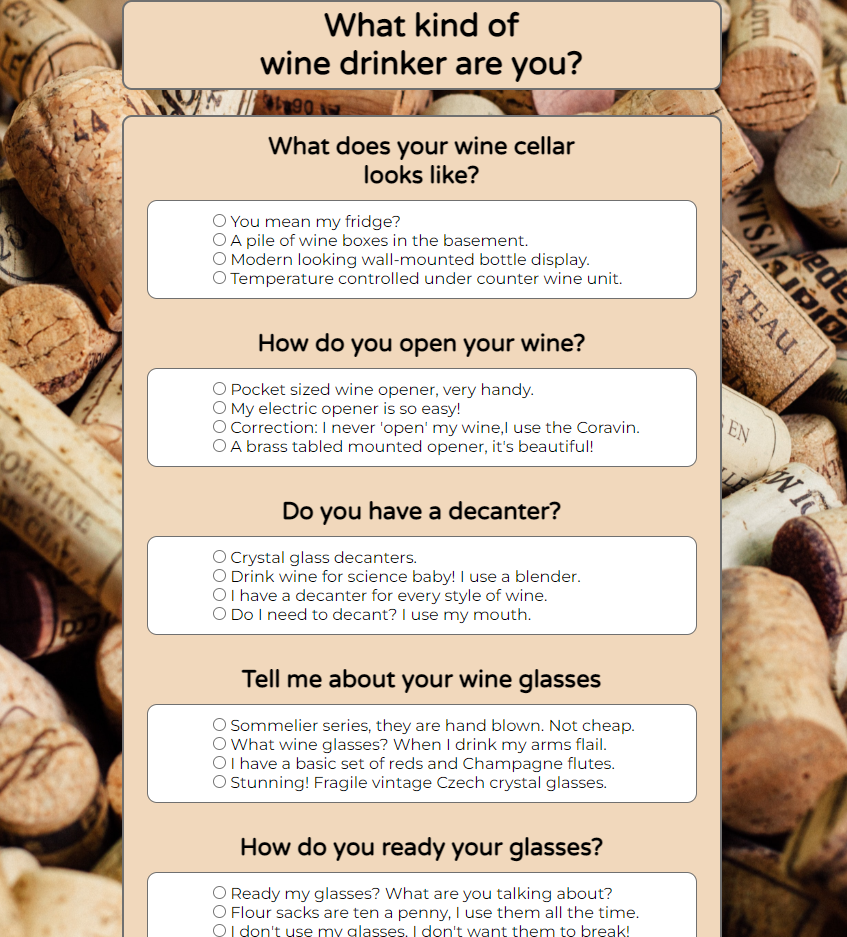 What kind of
wine drinker are you?
What does your wine cellar
looks like?
You mean my fridge?
A pile of wine boxes in the basement.
Modern looking wall-mounted bottle display.
Temperature controlled under counter wine unit.
How do you open your wine?
Pocket sized wine opener, very handy.
My electric opener is so easy!
Correction: I never 'open' my wine,I use the Coravin.
A brass tabled mounted opener, it's beautiful!
Do you have a decanter?
Crystal glass decanters.
Drink wine for science baby! I use a blender.
I have a decanter for every style of wine.
Do I need to decant? I use my mouth.
Tell me about your wine glasses
Sommelier series, they are hand blown. Not cheap.
What wine glasses? When I drink my arms flail.
I have a basic set of reds and Champagne flutes.
Stunning! Fragile vintage Czech crystal glasses.
How do you ready your glasses?
Ready my glasses? What are you talking about?
Flour sacks are ten a penny, I use them all the time.
I don't use my glasses, I don't want them to break!
EN
44
EN